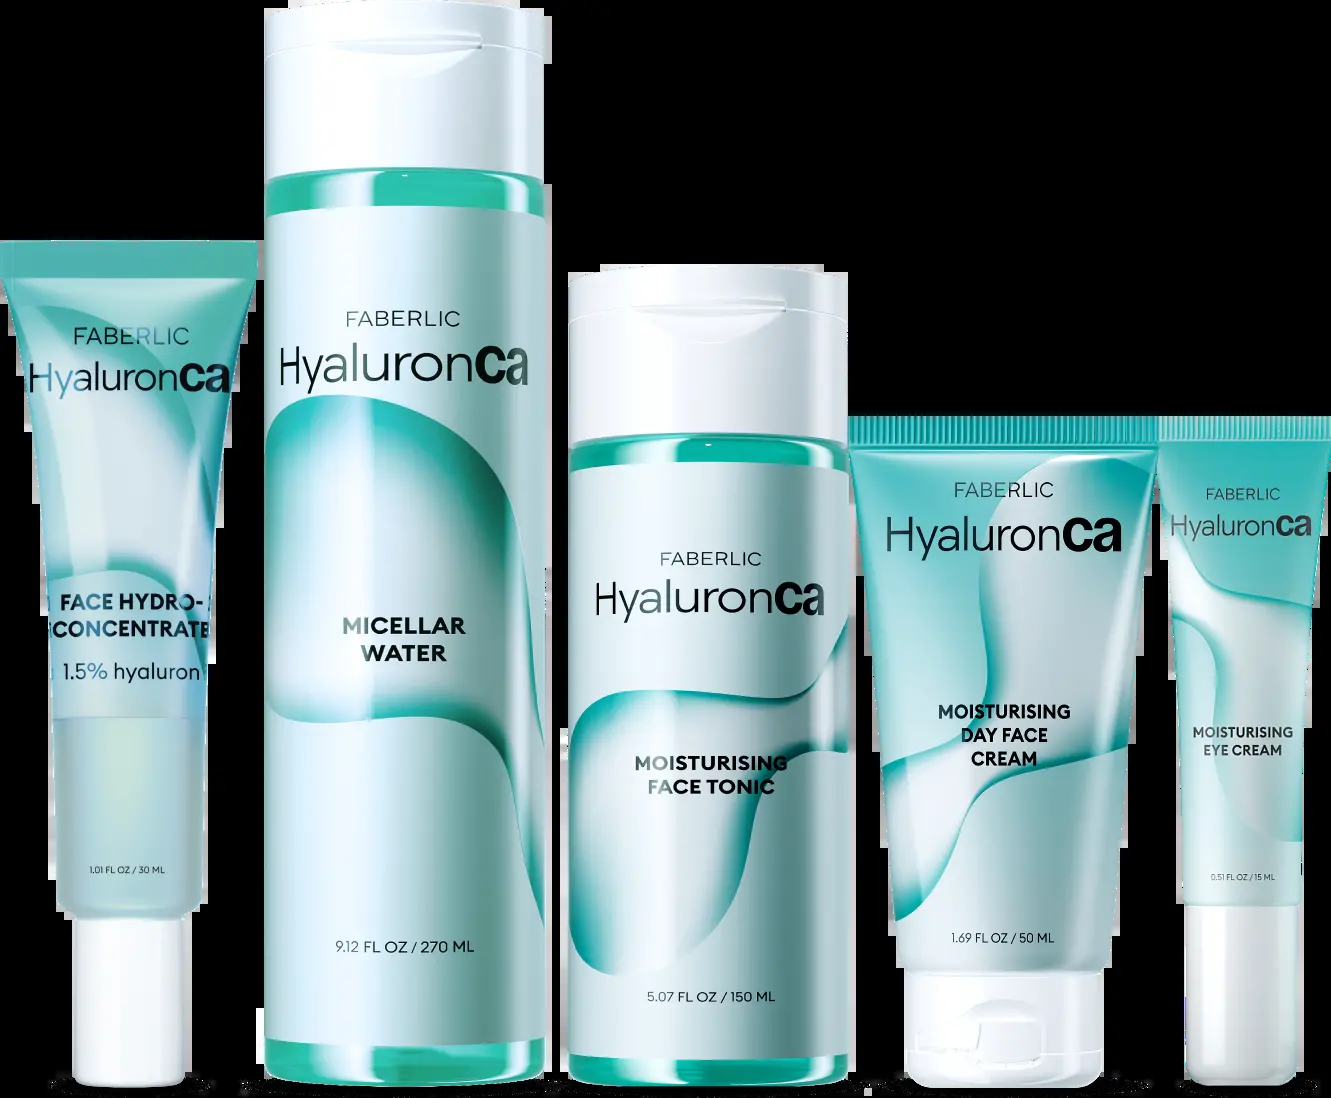 FABERLIC
Hyaluronca
FACE HYDRO-
CONCENTRATE
1.5% hyaluron
1.01 FL OZ / 30 ML
FABERLIC
Hyaluronca
MICELLAR
WATER
9.12 FL OZ / 270 ML
FABERLIC
Hyaluronca
MOISTURISING
FACE TONIC
5.07 FL OZ / 150 ML
FABERLIC
Hyaluronca
MOISTURISING
DAY FACE
CREAM
1.69 FL OZ / 50 ML
FABERLIC
Hyaluronca
MOISTURISING
EYE CREAM
0.51 FL OZ / 15 ML